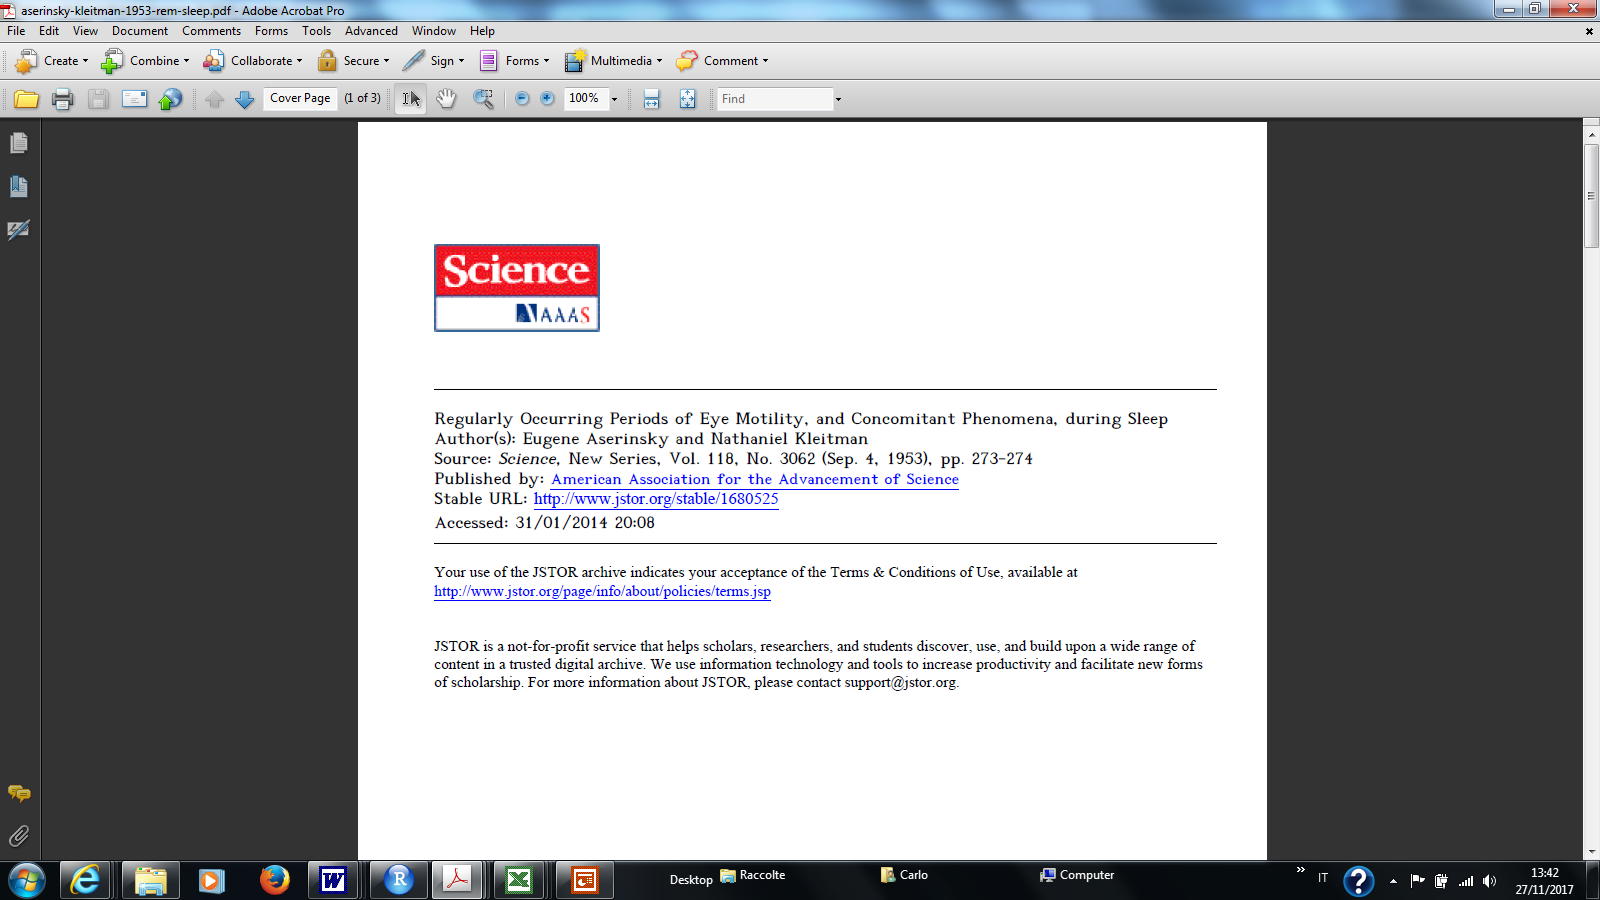 aserinsky-kleitman-1953-rem-sleep.pdf - Adobe Acrobat Pro
File Edit View Document Comments Forms Tools Advanced Window Help
Create Combine Collaborate Secure Sign Forms Multimedia Comment
Cover Page (1 of 3) 100% Find
Science
AAAS
Regularly Occurring Periods of Eye Motility, and Concomitant Phenomena, during Sleep
Author(s): Eugene Aserinsky and Nathaniel Kleitman
Source: Science, New Series, Vol. 118, No. 3062 (Sep. 4, 1953), pp. 273-274
Published by: American Association for the Advancement of Science
Stable URL: http://www.jstor.org/stable/1680525
Accessed: 31/01/2014 20:08
Your use of the JSTOR archive indicates your acceptance of the Terms & Conditions of Use, available at
http://www.jstor.org/page/info/about/policies/terms.jsp
JSTOR is a not-for-profit service that helps scholars, researchers, and students discover, use, and build upon a wide range of
content in a trusted digital archive. We use information technology and tools to increase productivity and facilitate new forms
of scholarship. For more information about JSTOR, please contact support@jstor.org.
Desktop Raccolte Carlo Computer IT 13:42
27/11/2017